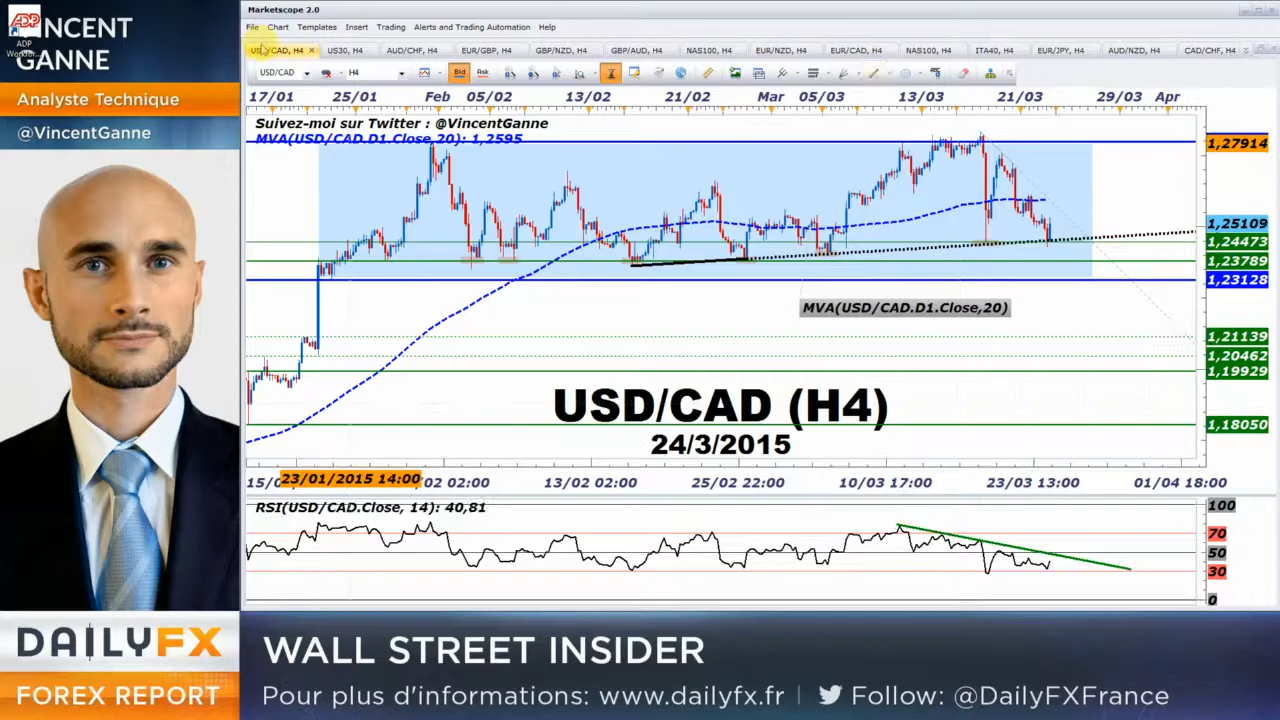 VINCENT
GANNE
ADP
ADP
Analyste Technique
@VincentGanne
Marketscope 2.0
File Chart Templates Insert Trading Alerts and Trading Automation Help
USD/CAD, H4 US30, H4 AUD/CHF, H4 EUR/GBP, H4 GBP/NZD, H4 GBP/AUD, H4 NAS100, H4 EUR/NZD, H4 EUR/CAD, H4 NAS100, H4 ITA40, H4 EUR/JPY, H4 AUD/NZD, H4 CAD/CHF, H4
USD/CAD H4 Bid Ask
17/01 25/01 Feb 05/02 13/02 21/02 Mar 05/03 13/03 21/03 29/03 Apr
Suivez-moi sur Twitter : @VincentGanne
MVA(USD/CAD.D1.Close,20): 1,2595
1,27914
1,25109
1,24473
1,23789
1,23128
MVA(USD/CAD.D1.Close,20)
1,21139
1,20462
1,19929
1,18050
USD/CAD (H4)
24/3/2015
23/01/2015 14:00 02 02:00 13/02 02:00 25/02 22:00 10/03 17:00 23/03 13:00 01/04 18:00
RSI(USD/CAD.Close, 14): 40,81
100
70
50
30
0
DAILYFX
FOREX REPORT
WALL STREET INSIDER
Pour plus d'informations: www.dailyfx.fr | Follow: @DailyFXFrance